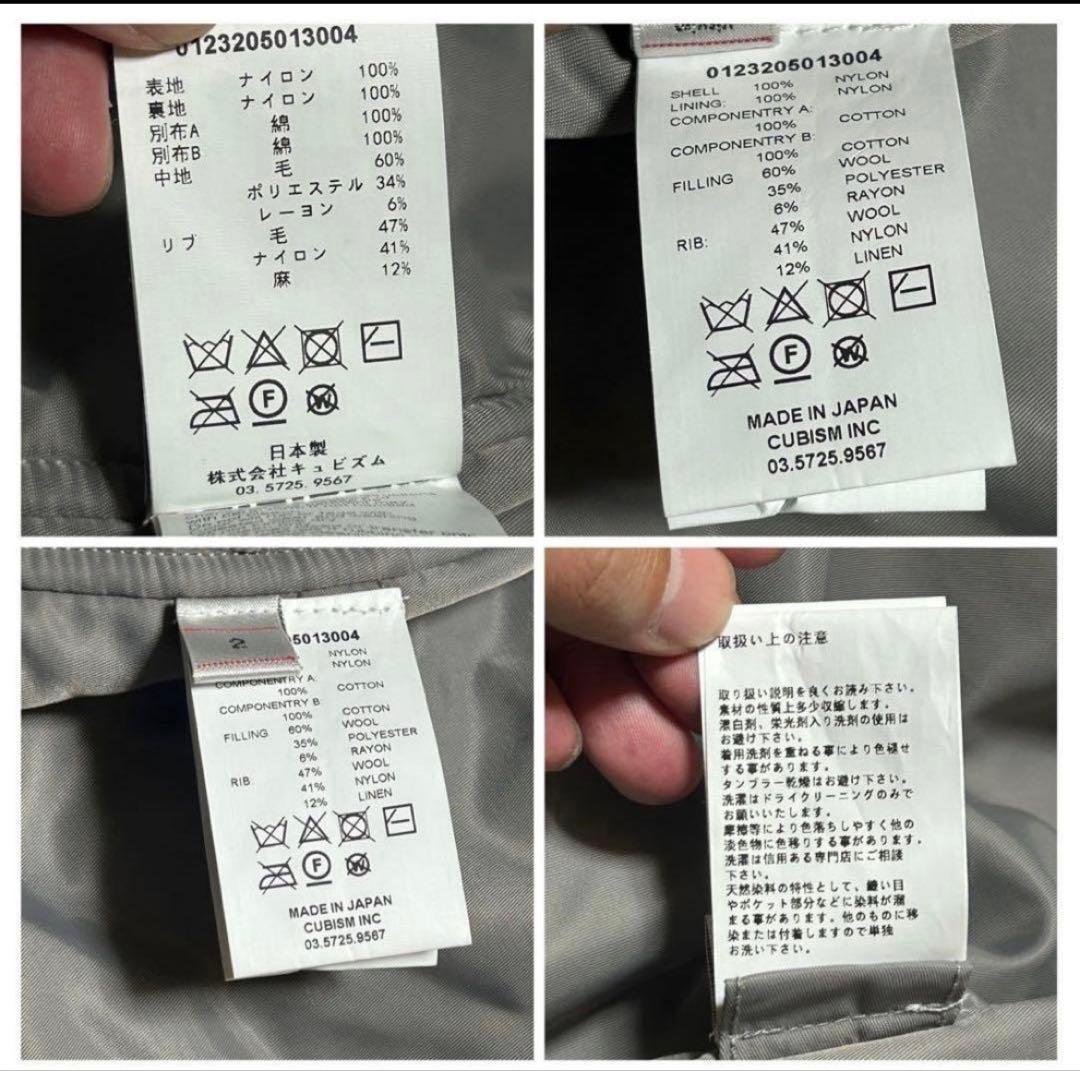 0123205013004
表地 ナイロン 100%
裏地 ナイロン 100%
別布A 綿 100%
別布B 綿 100%
中地 毛 60%
ポリエステル 34%
レーヨン 6%
リブ 毛 47%
ナイロン 41%
麻 12%
F
W
日本製
株式会社キュビズム
03.5725.9567
0123205013004
SHELL 100% NYLON
LINING: 100% NYLON
COMPONENTRY A:
100% COTTON
COMPONENTRY B:
100% COTTON
FILLING 60% WOOL
35% POLYESTER
6% RAYON
RIB: 47% WOOL
41% NYLON
12% LINEN
F
W
MADE IN JAPAN
CUBISM INC
03.5725.9567
2
5013004
NYLON
NYLON
COMPONENTRY A:
100% COTTON
COMPONENTRY B
100% COTTON
FILLING 60% WOOL
35% POLYESTER
6% RAYON
RIB: 47% WOOL
41% NYLON
12% LINEN
F
W
MADE IN JAPAN
CUBISM INC
03.5725.9567
取扱い上の注意
取り扱い説明を良くお読み下さい。
素材の性質上多少収縮します。
漂白剤、栄光剤入り洗剤の使用は
お避け下さい。
着用洗剤を重ねる事により色褪せ
する事があります。
タンブラー乾燥はお避け下さい。
洗濯はドライクリーニングのみで
お願いいたします。
摩擦等により色落ちしやすく他の
淡色物に色移りする事があります。
洗濯は信用ある専門店にご相談
下さい。
天然染料の特性として、縫い目
やポケット部分などに染料が溜
まる事があります。他のものに移
染または付着しますので単独
お洗い下さい。